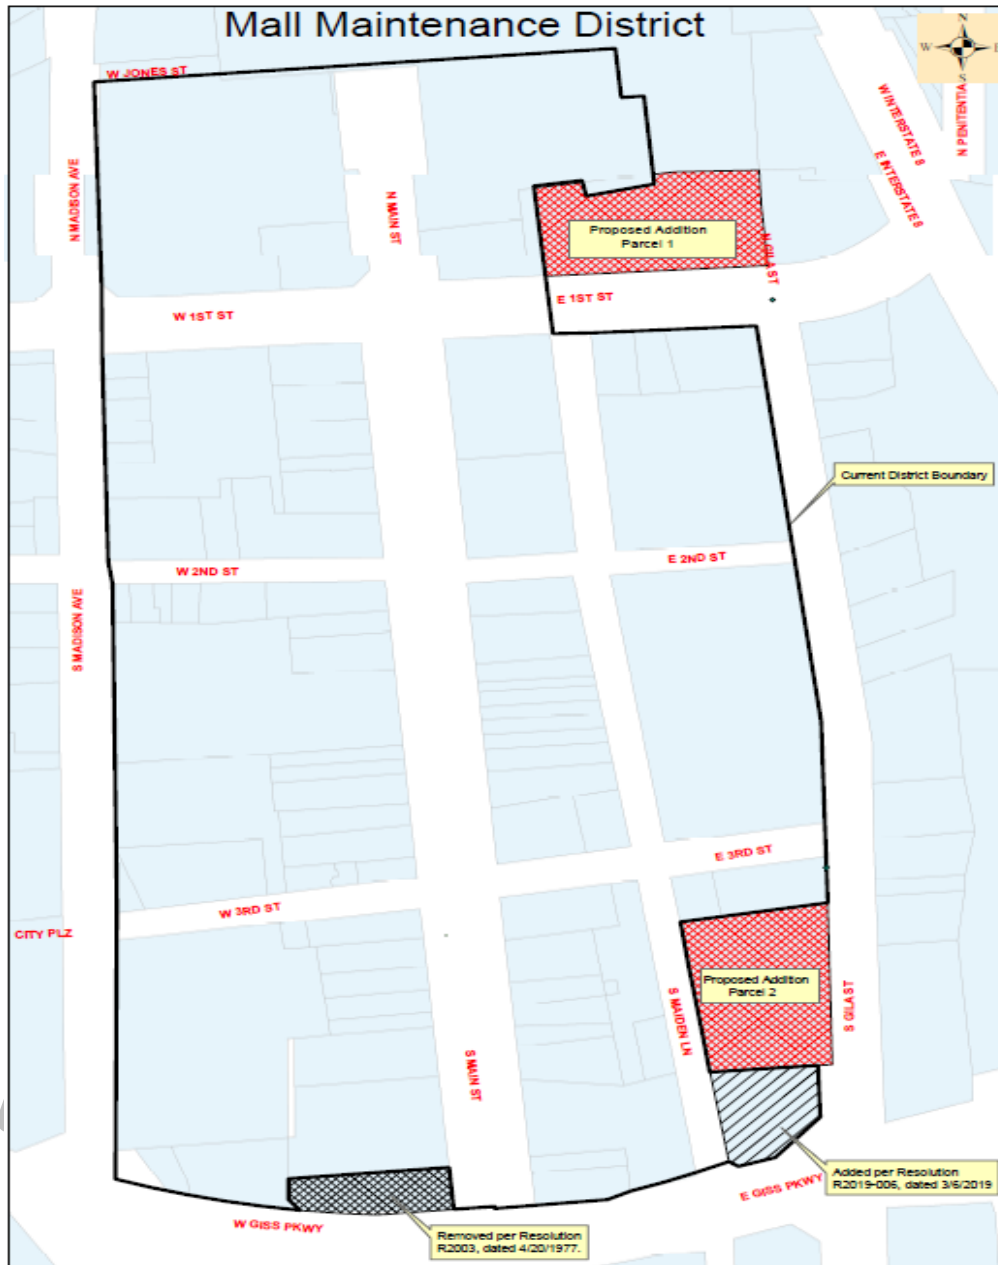 Mall Maintenance District
N
W
E
S
W JONES ST
W INTERSTATE 8
E INTERSTATE 8
N PENITENTIA
N MADISON AVE
N MAIN ST
Proposed Addition
Parcel 1
N GILA ST
E 1ST ST
W 1ST ST
Current District Boundary
E 2ND ST
W 2ND ST
S MADISON AVE
E 3RD ST
W 3RD ST
CITY PLZ
Proposed Addition
Parcel 2
S MAIDEN LN
S GILA ST
S MAIN ST
Added per Resolution
R2019-006, dated 3/6/2019
E GISS PKWY
W GISS PKWY
Removed per Resolution
R2003, dated 4/20/1977.